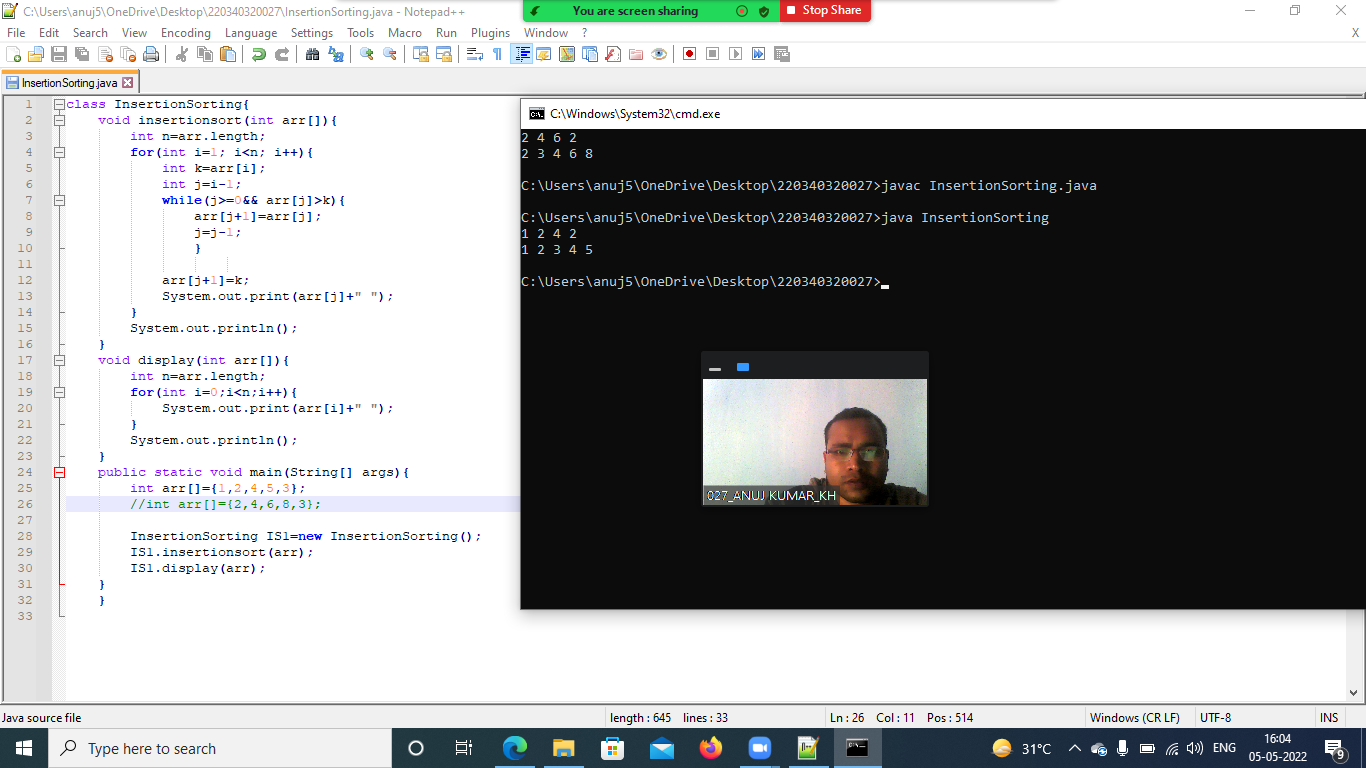 C:\Users\anuj5\OneDrive\Desktop\220340320027\InsertionSorting.java - Notepad++
You are screen sharing
Stop Share
File Edit Search View Encoding Language Settings Tools Macro Run Plugins Window ? X
InsertionSorting.java
1 class InsertionSorting{
2 void insertionsort(int arr[]){
3 int n=arr.length;
4 for(int i=1; i<n; i++){
5 int k=arr[i];
6 int j=i-1;
7 while(j>=0&& arr[j]>k){
8 arr[j+1]=arr[j];
9 j=j-1;
10 }
11
12 arr[j+1]=k;
13 System.out.print(arr[j]+" ");
14 }
15 System.out.println();
16 }
17 void display(int arr[]){
18 int n=arr.length;
19 for(int i=0;i<n;i++){
20 System.out.print(arr[i]+" ");
21 }
22 System.out.println();
23 }
24 public static void main(String[] args){
25 int arr[]={1,2,4,5,3};
26 //int arr[]={2,4,6,8,3};
27
28 InsertionSorting IS1=new InsertionSorting();
29 IS1.insertionsort(arr);
30 IS1.display(arr);
31 }
32 }
33
C:\Windows\System32\cmd.exe
2 4 6 2
2 3 4 6 8
C:\Users\anuj5\OneDrive\Desktop\220340320027>javac InsertionSorting.java
C:\Users\anuj5\OneDrive\Desktop\220340320027>java InsertionSorting
1 2 4 2
1 2 3 4 5
C:\Users\anuj5\OneDrive\Desktop\220340320027>
027_ANUJ KUMAR_KH
Java source file length : 645 lines : 33 Ln : 26 Col : 11 Pos : 514 Windows (CR LF) UTF-8 INS
Type here to search
31°C
ENG
16:04
05-05-2022
9